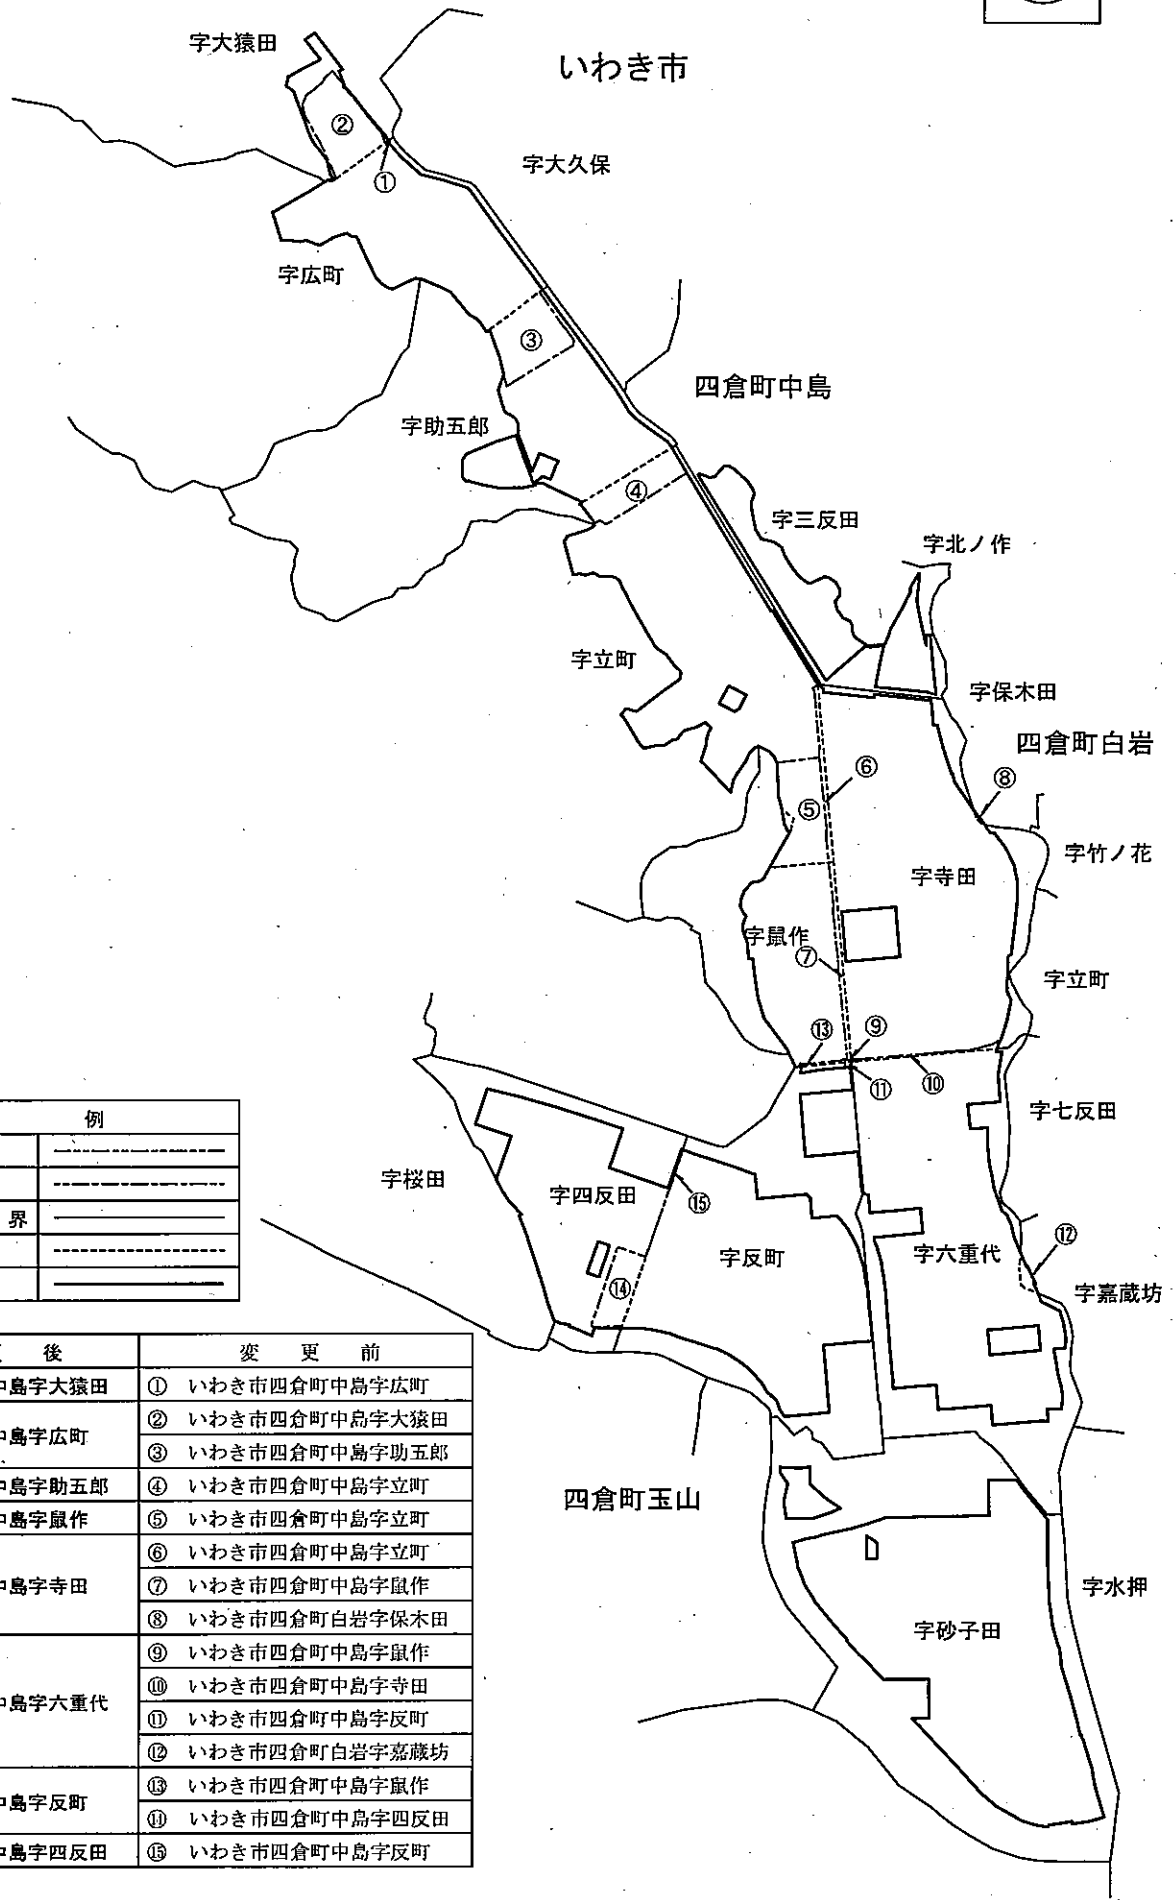 字大猿田
いわき市
②
字大久保
①
字広町
③
四倉町中島
字助五郎
④
字三反田
字北ノ作
字立町
字保木田
四倉町白岩
⑥
⑧
⑤
字竹ノ花
字寺田
字鼠作
⑦
字立町
⑬
⑨
⑪
⑩
字七反田
字桜田
字四反田
⑮
字反町
字六重代
⑫
⑭
字嘉蔵坊
四倉町玉山
字水押
字砂子田
例
界
後 変更前
中島字大猿田 ① いわき市四倉町中島字広町
中島字広町 ② いわき市四倉町中島字大猿田
③ いわき市四倉町中島字助五郎
中島字助五郎 ④ いわき市四倉町中島字立町
中島字鼠作 ⑤ いわき市四倉町中島字立町
中島字寺田 ⑥ いわき市四倉町中島字立町
⑦ いわき市四倉町中島字鼠作
⑧ いわき市四倉町白岩字保木田
中島字六重代 ⑨ いわき市四倉町中島字鼠作
⑩ いわき市四倉町中島字寺田
⑪ いわき市四倉町中島字反町
⑫ いわき市四倉町白岩字嘉蔵坊
中島字反町 ⑬ いわき市四倉町中島字鼠作
⑭ いわき市四倉町中島字四反田
中島字四反田 ⑮ いわき市四倉町中島字反町